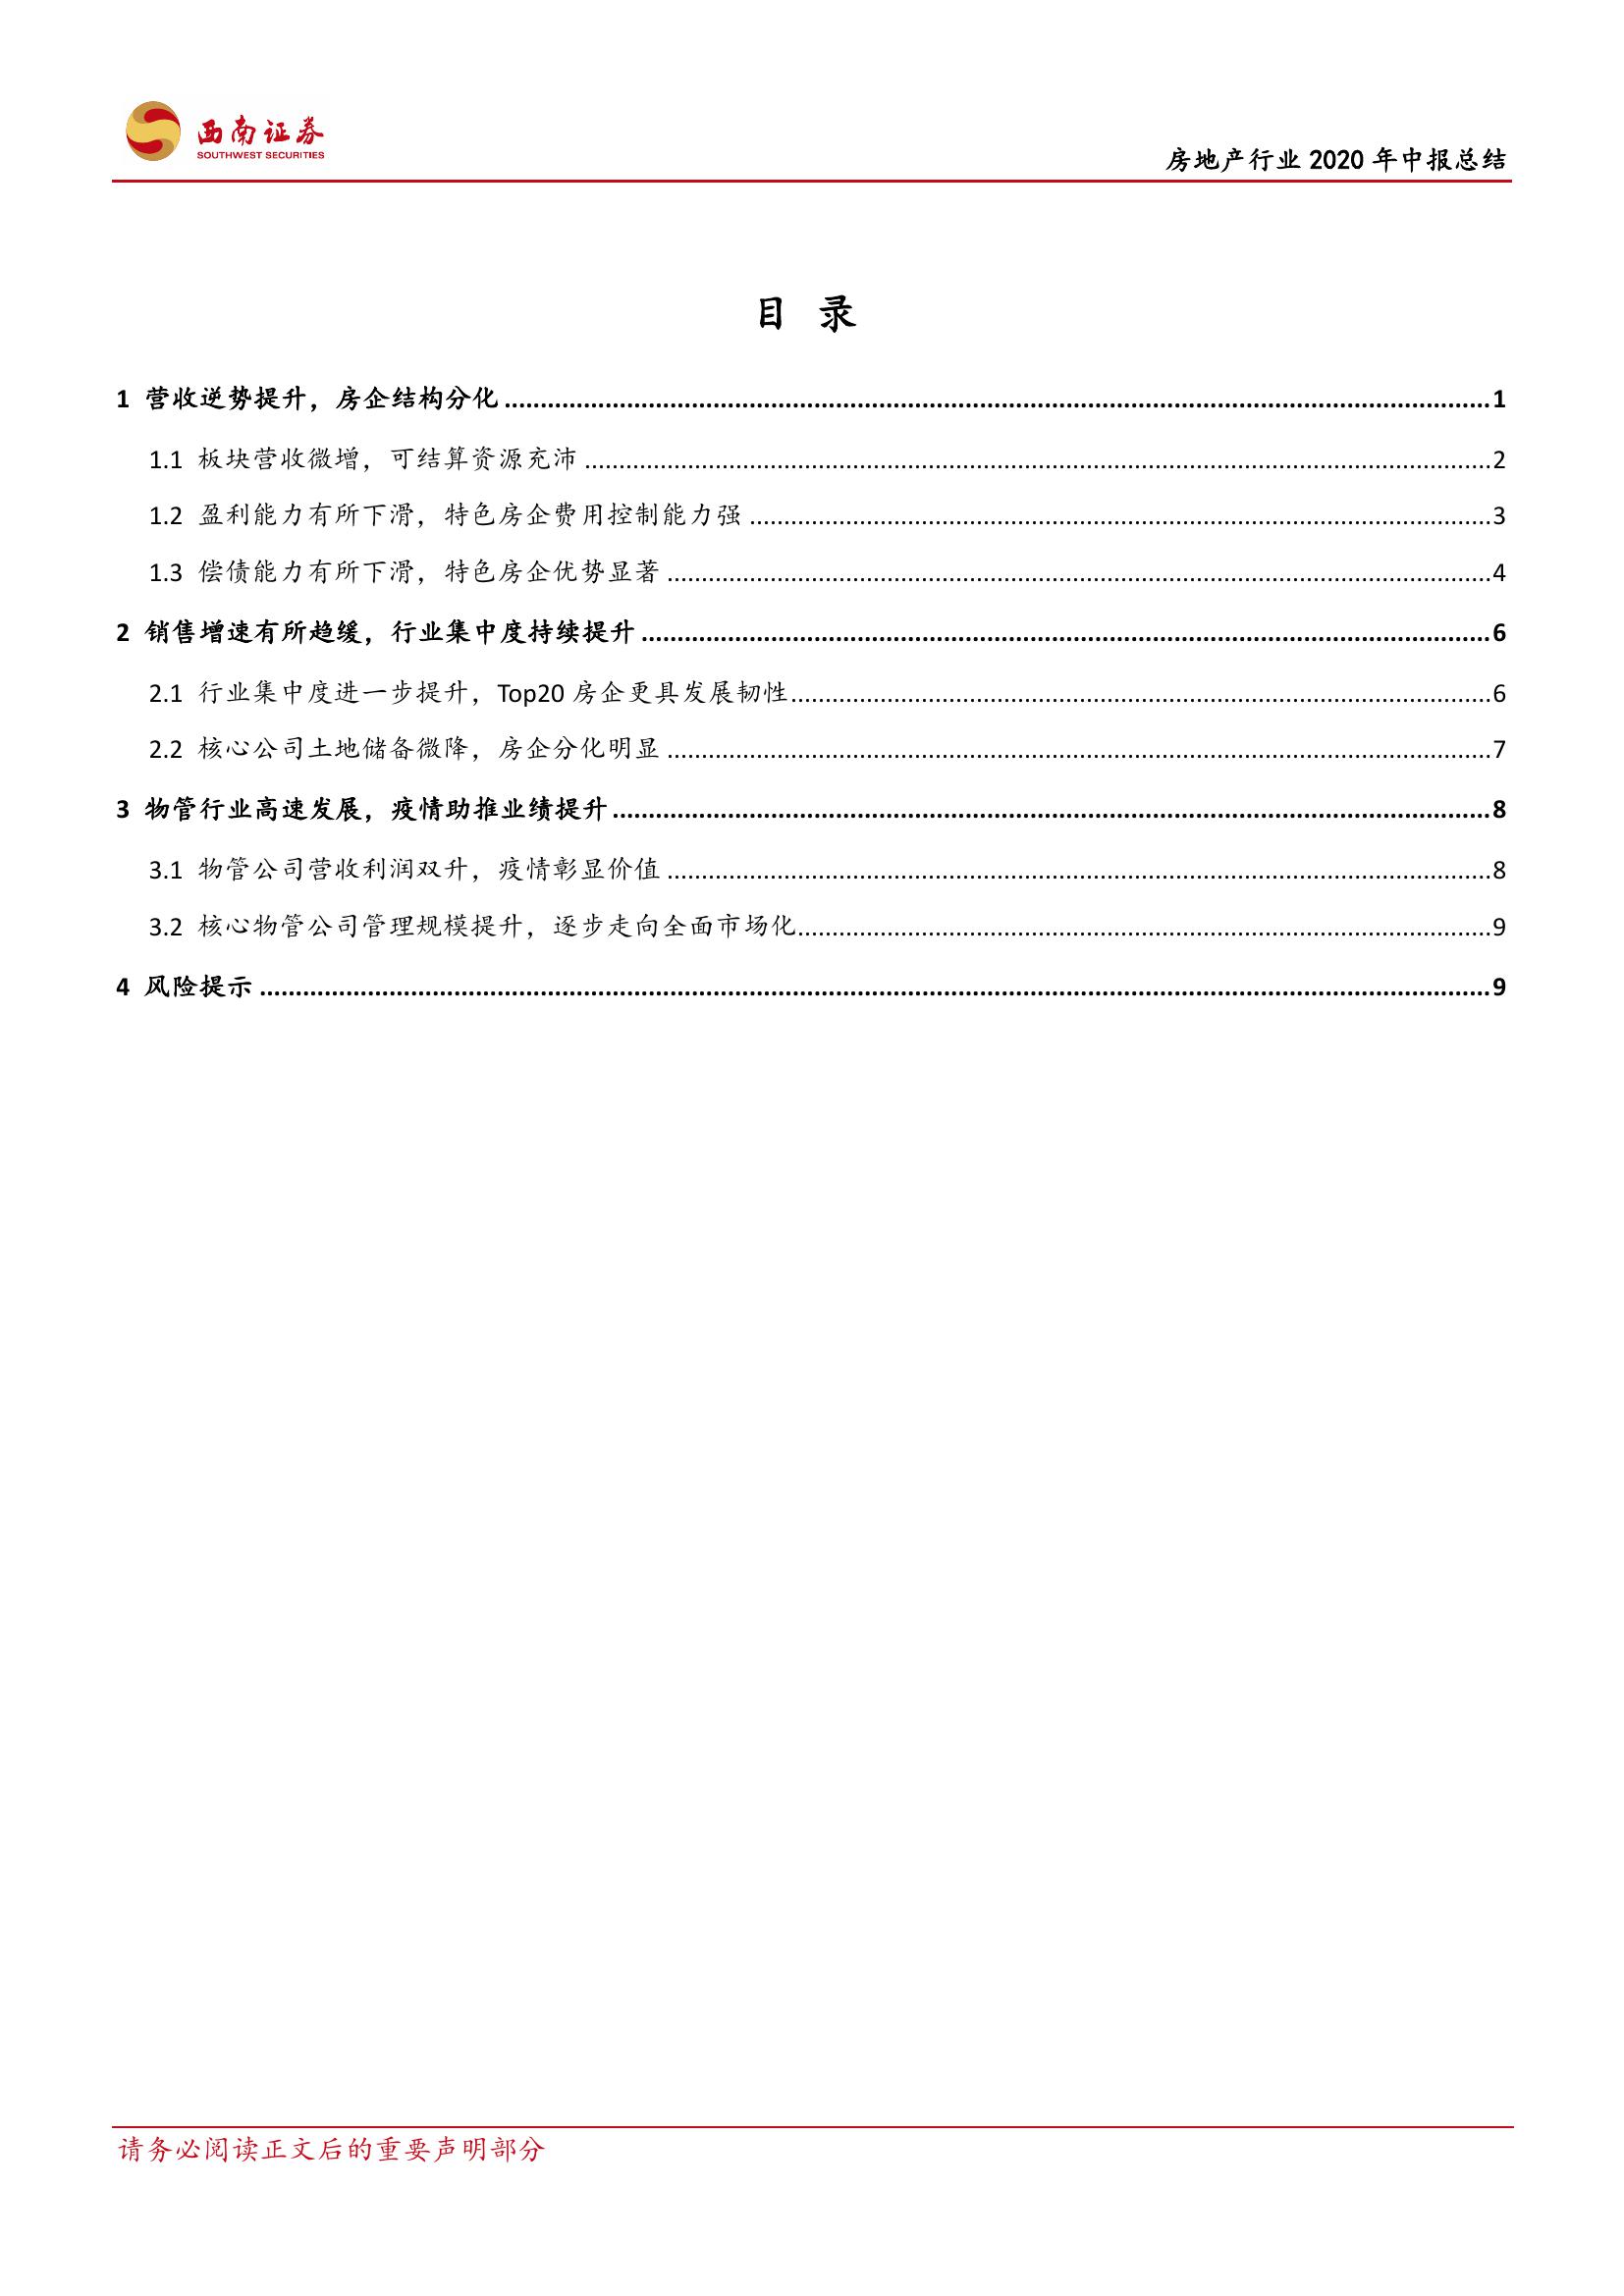 西南证券
SOUTHWEST SECURITIES
房地产行业 2020 年中报总结
目 录
1 营收逆势提升，房企结构分化 1
1.1 板块营收微增，可结算资源充沛 2
1.2 盈利能力有所下滑，特色房企费用控制能力强 3
1.3 偿债能力有所下滑，特色房企优势显著 4
2 销售增速有所趋缓，行业集中度持续提升 6
2.1 行业集中度进一步提升，Top20 房企更具发展韧性 6
2.2 核心公司土地储备微降，房企分化明显 7
3 物管行业高速发展，疫情助推业绩提升 8
3.1 物管公司营收利润双升，疫情彰显价值 8
3.2 核心物管公司管理规模提升，逐步走向全面市场化 9
4 风险提示 9
请务必阅读正文后的重要声明部分